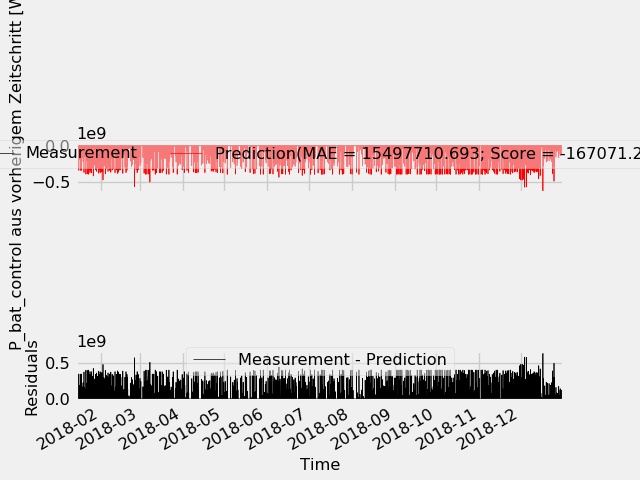 P_bat_control aus vorherigem Zeitschritt [W
1e9
0.0
−0.5
Measurement
Prediction(MAE = 15497710.693; Score = -167071.2
Residuals
1e9
0.5
0.0
Measurement - Prediction
2018-02
2018-03
2018-04
2018-05
2018-06
2018-07
2018-08
2018-09
2018-10
2018-11
2018-12
Time